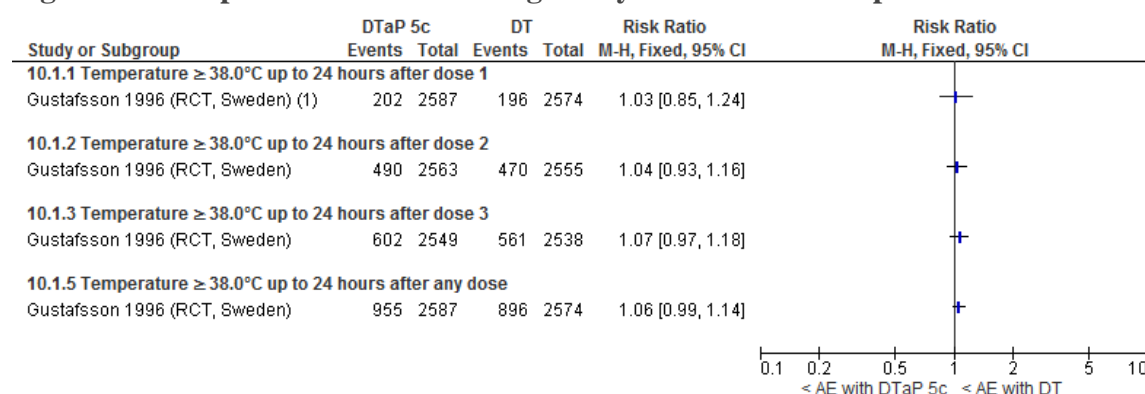 DTaP 5c DT Risk Ratio Risk Ratio
Study or Subgroup Events Total Events Total M-H, Fixed, 95% CI M-H, Fixed, 95% CI
10.1.1 Temperature ≥ 38.0°C up to 24 hours after dose 1
Gustafsson 1996 (RCT, Sweden) (1) 202 2587 196 2574 1.03 [0.85, 1.24]
10.1.2 Temperature ≥ 38.0°C up to 24 hours after dose 2
Gustafsson 1996 (RCT, Sweden) 490 2563 470 2555 1.04 [0.93, 1.16]
10.1.3 Temperature ≥ 38.0°C up to 24 hours after dose 3
Gustafsson 1996 (RCT, Sweden) 602 2549 561 2538 1.07 [0.97, 1.18]
10.1.5 Temperature ≥ 38.0°C up to 24 hours after any dose
Gustafsson 1996 (RCT, Sweden) 955 2587 896 2574 1.06 [0.99, 1.14]
0.1 0.2 0.5 1 2 5 10
< AE with DTaP 5c < AE with DT